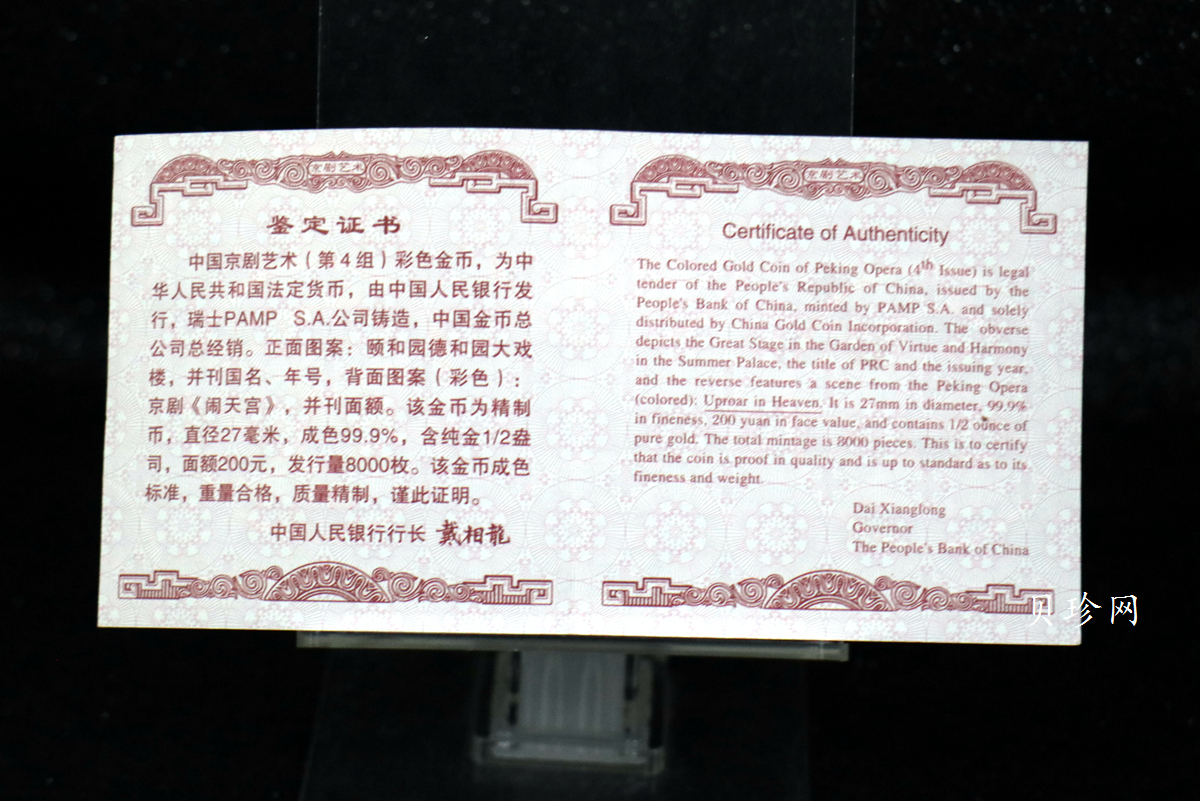 京剧艺术
鉴定证书
中国京剧艺术（第4组）彩色金币，为中
华人民共和国法定货币，由中国人民银行发
行，瑞士PAMP S.A.公司铸造，中国金币总
公司总经销。正面图案：颐和园德和园大戏
楼，并刊国名、年号，背面图案（彩色）：
京剧《闹天宫》，并刊面额。该金币为精制
币，直径27毫米，成色99.9%，含纯金1/2盎
司，面额200元，发行量8000枚。该金币成色
标准，重量合格，质量精制，谨此证明。
中国人民银行行长 戴相龍
京剧艺术
Certificate of Authenticity
The Colored Gold Coin of Peking Opera (4th Issue) is legal
tender of the People's Republic of China, issued by the
People's Bank of China, minted by PAMP S.A. and solely
distributed by China Gold Coin Incorporation. The obverse
depicts the Great Stage in the Garden of Virtue and Harmony
in the Summer Palace, the title of PRC and the issuing year,
and the reverse features a scene from the Peking Opera
(colored): Uproar in Heaven. It is 27mm in diameter, 99.9%
in fineness, 200 yuan in face value, and contains 1/2 ounce of
pure gold. The total mintage is 8000 pieces. This is to certify
that the coin is proof in quality and is up to standard as to its
fineness and weight.
Dai Xianglong
Governor
The People's Bank of China
贝珍网